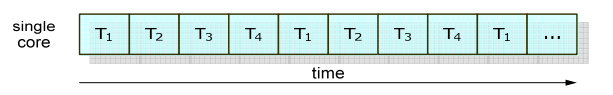 single
core
T1 T2 T3 T4 T1 T2 T3 T4 T1 ...
time